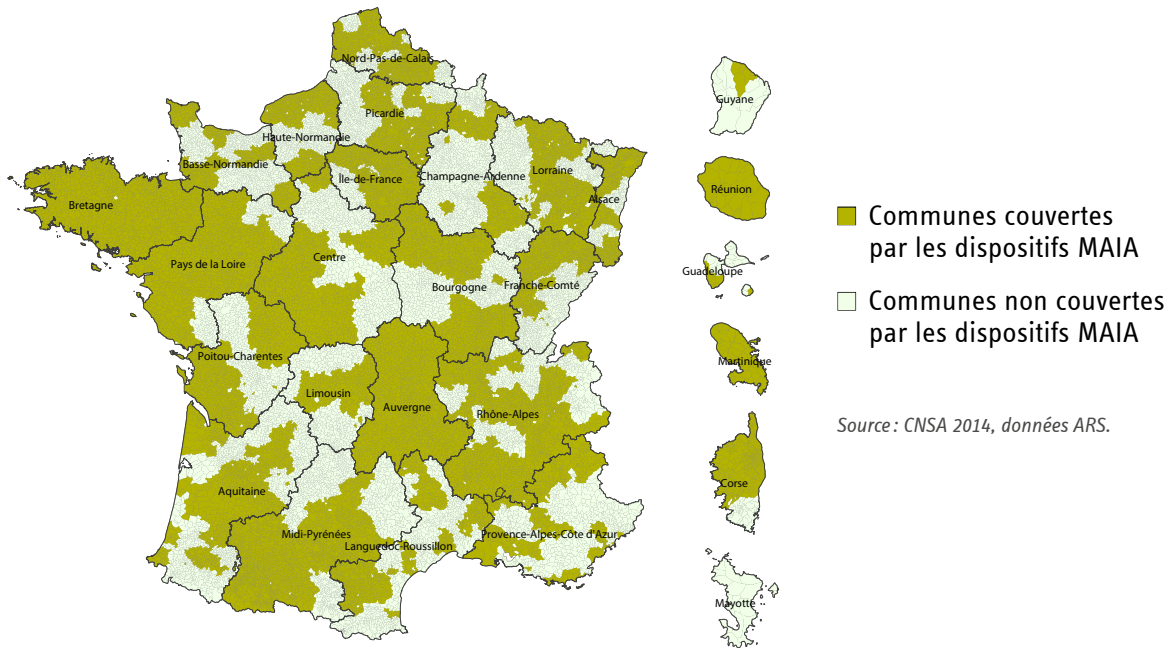 Nord-Pas-de-Calais
Picardie
Haute-Normandie
Basse-Normandie
Île-de-France
Champagne-Ardenne
Lorraine
Alsace
Bretagne
Pays de la Loire
Centre
Bourgogne
Franche-Comté
Poitou-Charentes
Limousin
Auvergne
Rhône-Alpes
Aquitaine
Midi-Pyrénées
Languedoc-Roussillon
Provence-Alpes-Côte d'Azur
Guyane
Réunion
Guadeloupe
Martinique
Corse
Mayotte
Communes couvertes
par les dispositifs MAIA
Communes non couvertes
par les dispositifs MAIA
Source : CNSA 2014, données ARS.